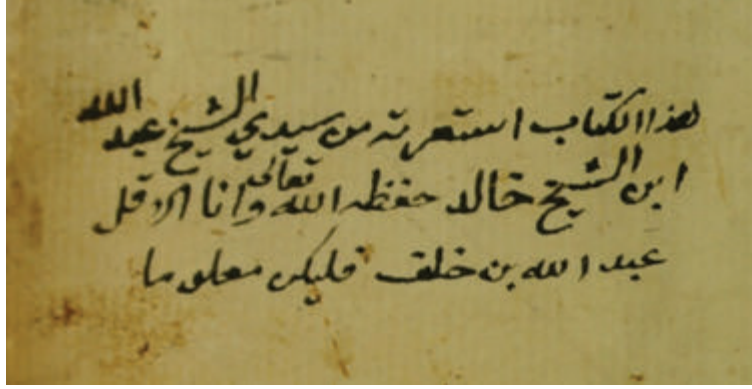 هذا الكتاب استعرته من سيدي الشيخ عبد الله
ابن الشيخ خالد حفظه الله تعالى وانا الاقل
عبد الله بن خلف فليكن معلوما